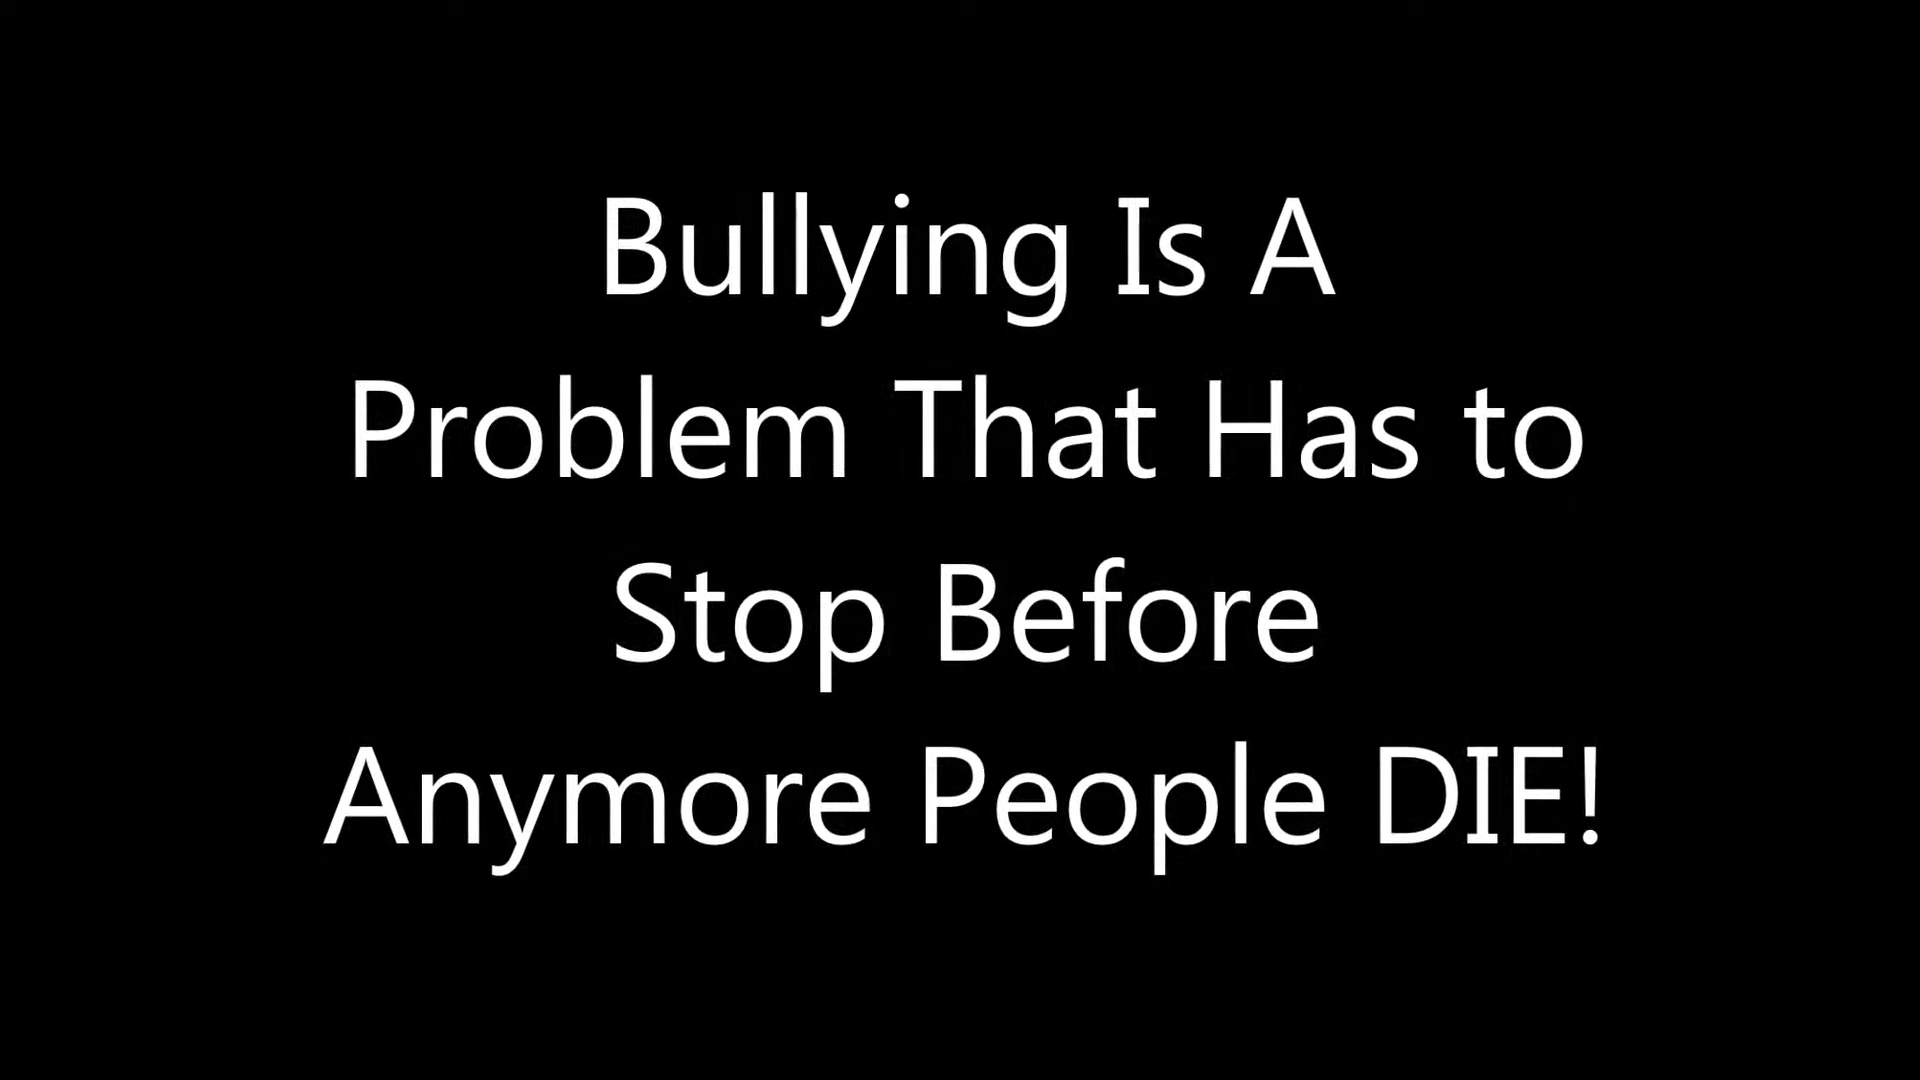 Bullying Is A
Problem That Has to
Stop Before
Anymore People DIE!